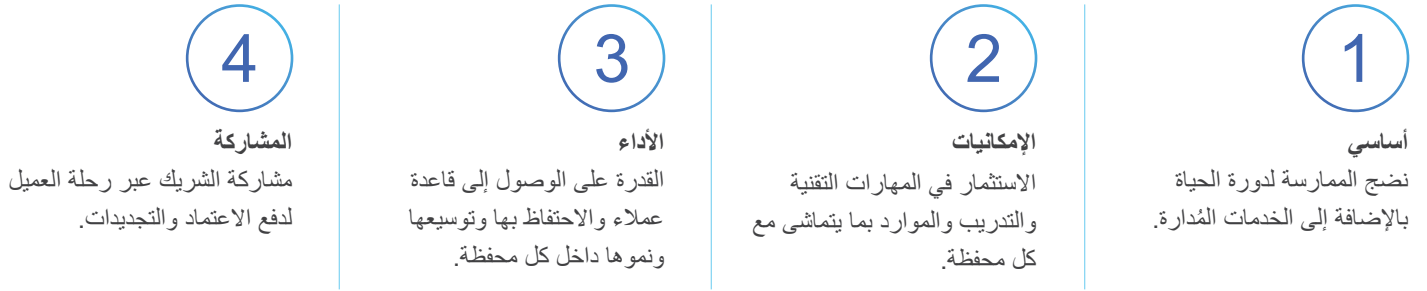 1
أساسي
نضج الممارسة لدورة الحياة
بالإضافة إلى الخدمات المُدارة.
2
الإمكانيات
الاستثمار في المهارات التقنية
والتدريب والموارد بما يتماشى مع
كل محفظة.
3
الأداء
القدرة على الوصول إلى قاعدة
عملاء والاحتفاظ بها وتوسيعها
ونموها داخل كل محفظة.
4
المشاركة
مشاركة الشريك عبر رحلة العميل
لدفع الاعتماد والتجديدات.